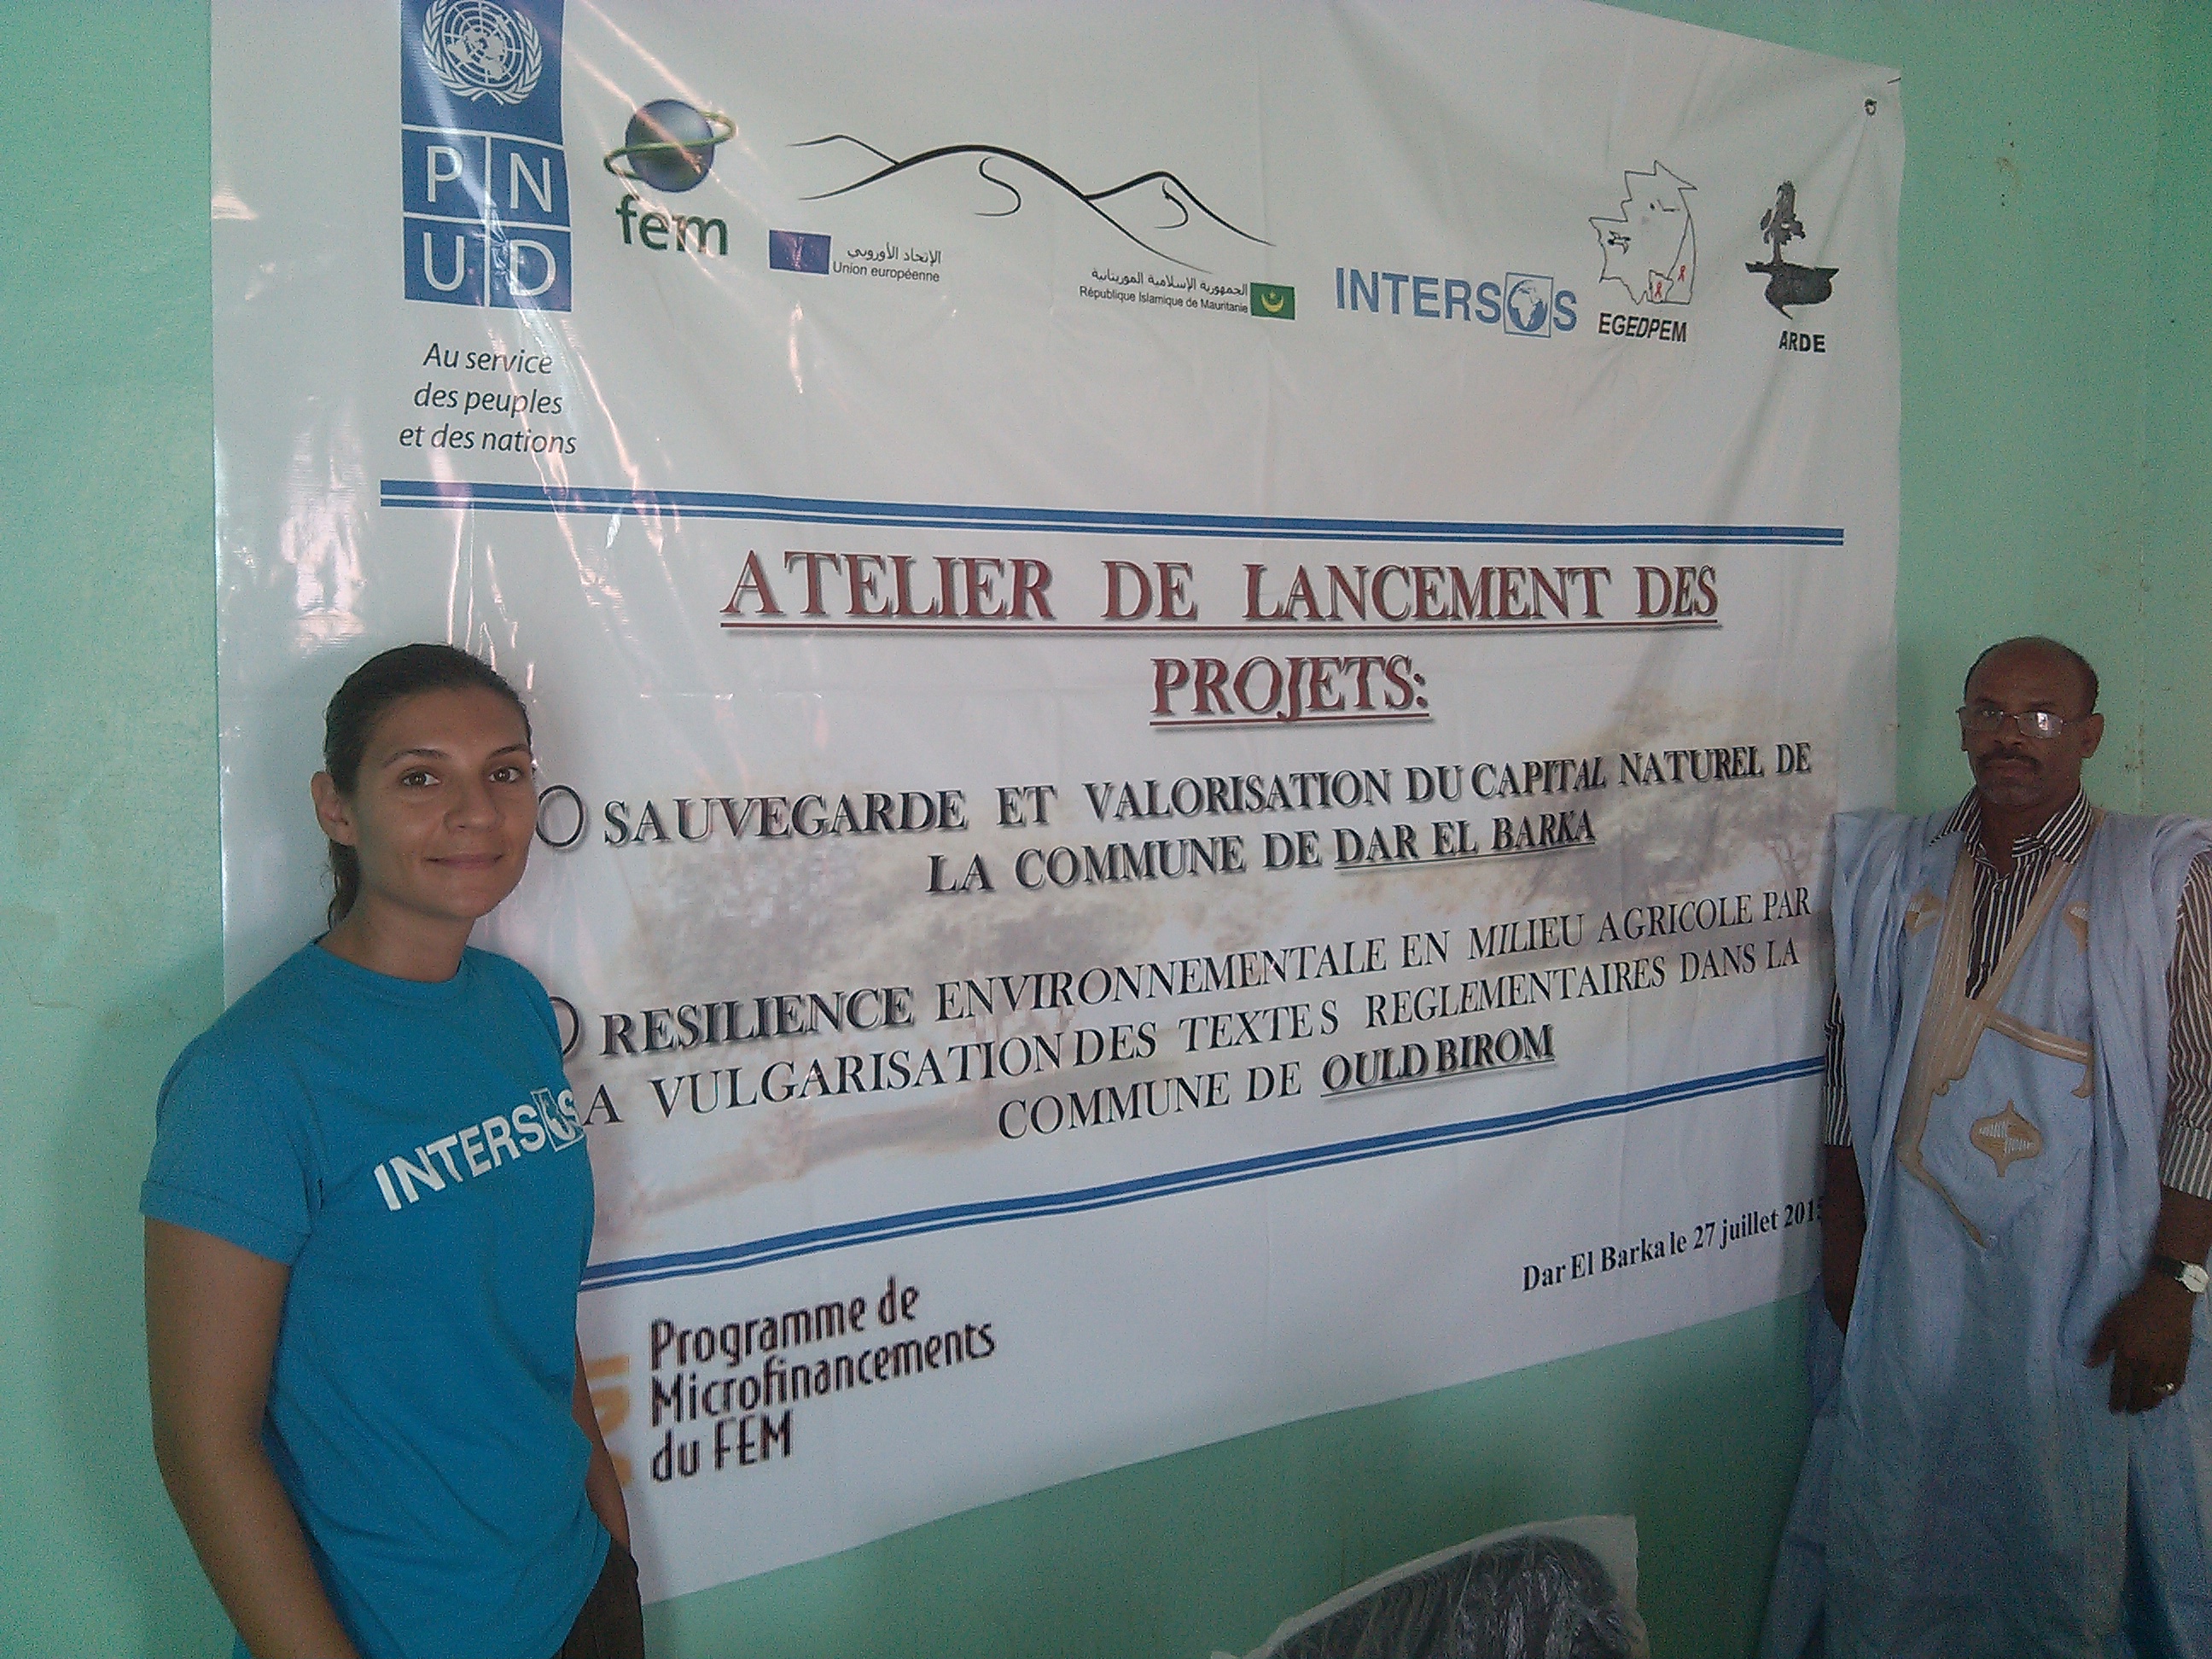 PN
UD
fem
Au service
des peuples
et des nations
الإتحاد الأوروبي
Union européenne
الجمهورية الإسلامية الموريتانية
République Islamique de Mauritanie
INTERSOS
EGEDPEM
ARDE
ATELIER DE LANCEMENT DES
PROJETS:
SAUVEGARDE ET VALORISATION DU CAPITAL NATUREL DE
LA COMMUNE DE DAR EL BARKA
RESILIENCE ENVIRONNEMENTALE EN MILIEU AGRICOLE PAR
A VULGARISATION DES TEXTES REGLEMENTAIRES DANS LA
COMMUNE DE OULD BIROM
Dar El Barka le 27 juillet 2015
Programme de
Microfinancements
du FEM
INTERSOS